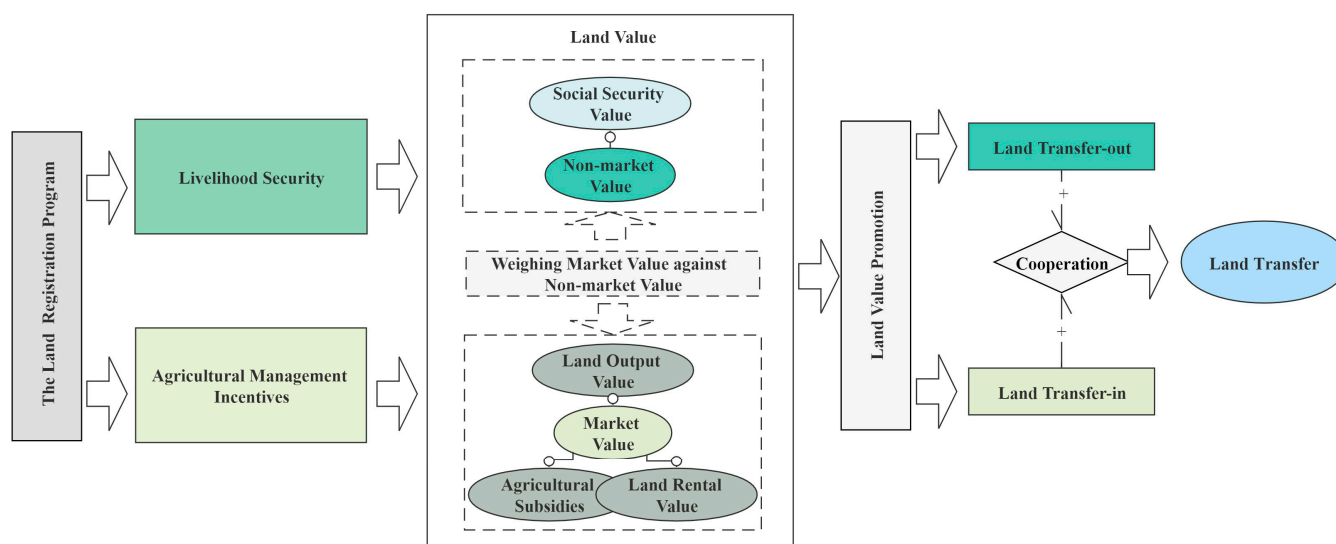 The Land Registration Program
Livelihood Security
Agricultural Management
Incentives
Land Value
Social Security
Value
Non-market
Value
Weighing Market Value against
Non-market Value
Land Output
Value
Market
Value
Agricultural
Subsidies
Land Rental
Value
Land Value Promotion
Land Transfer-out
+
Cooperation
+
Land Transfer-in
Land Transfer